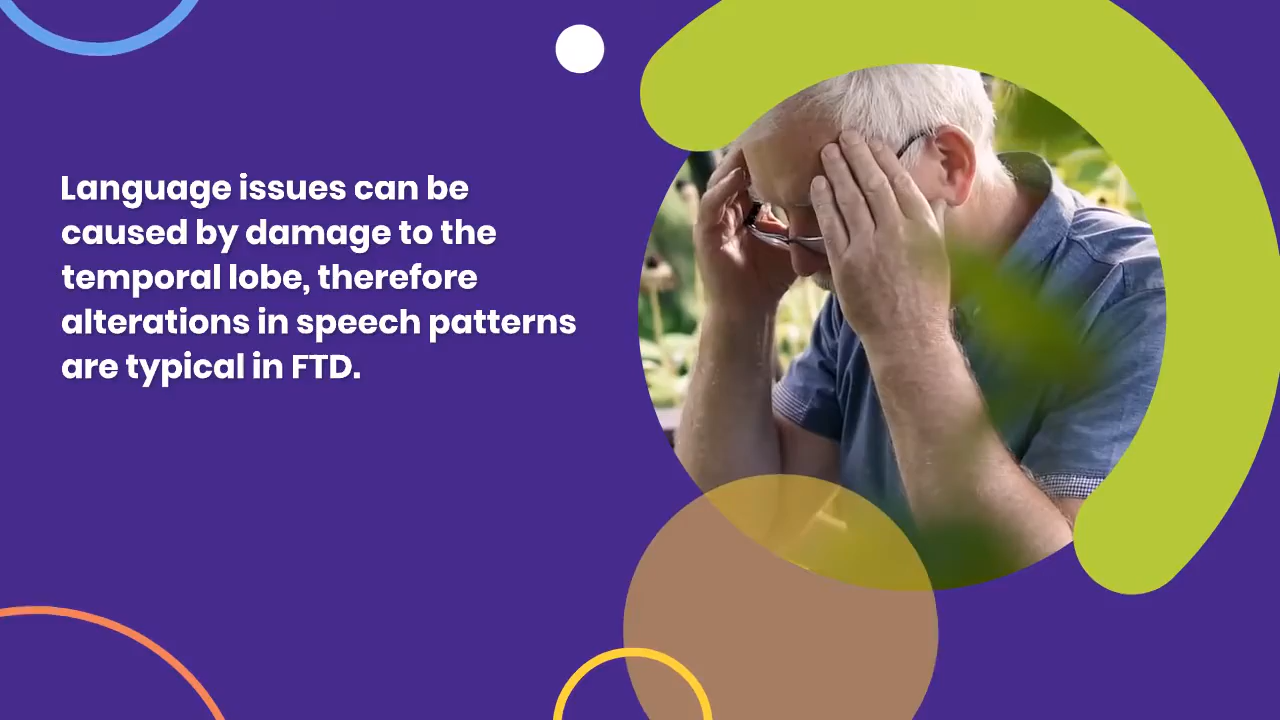 Language issues can be
caused by damage to the
temporal lobe, therefore
alterations in speech patterns
are typical in FTD.